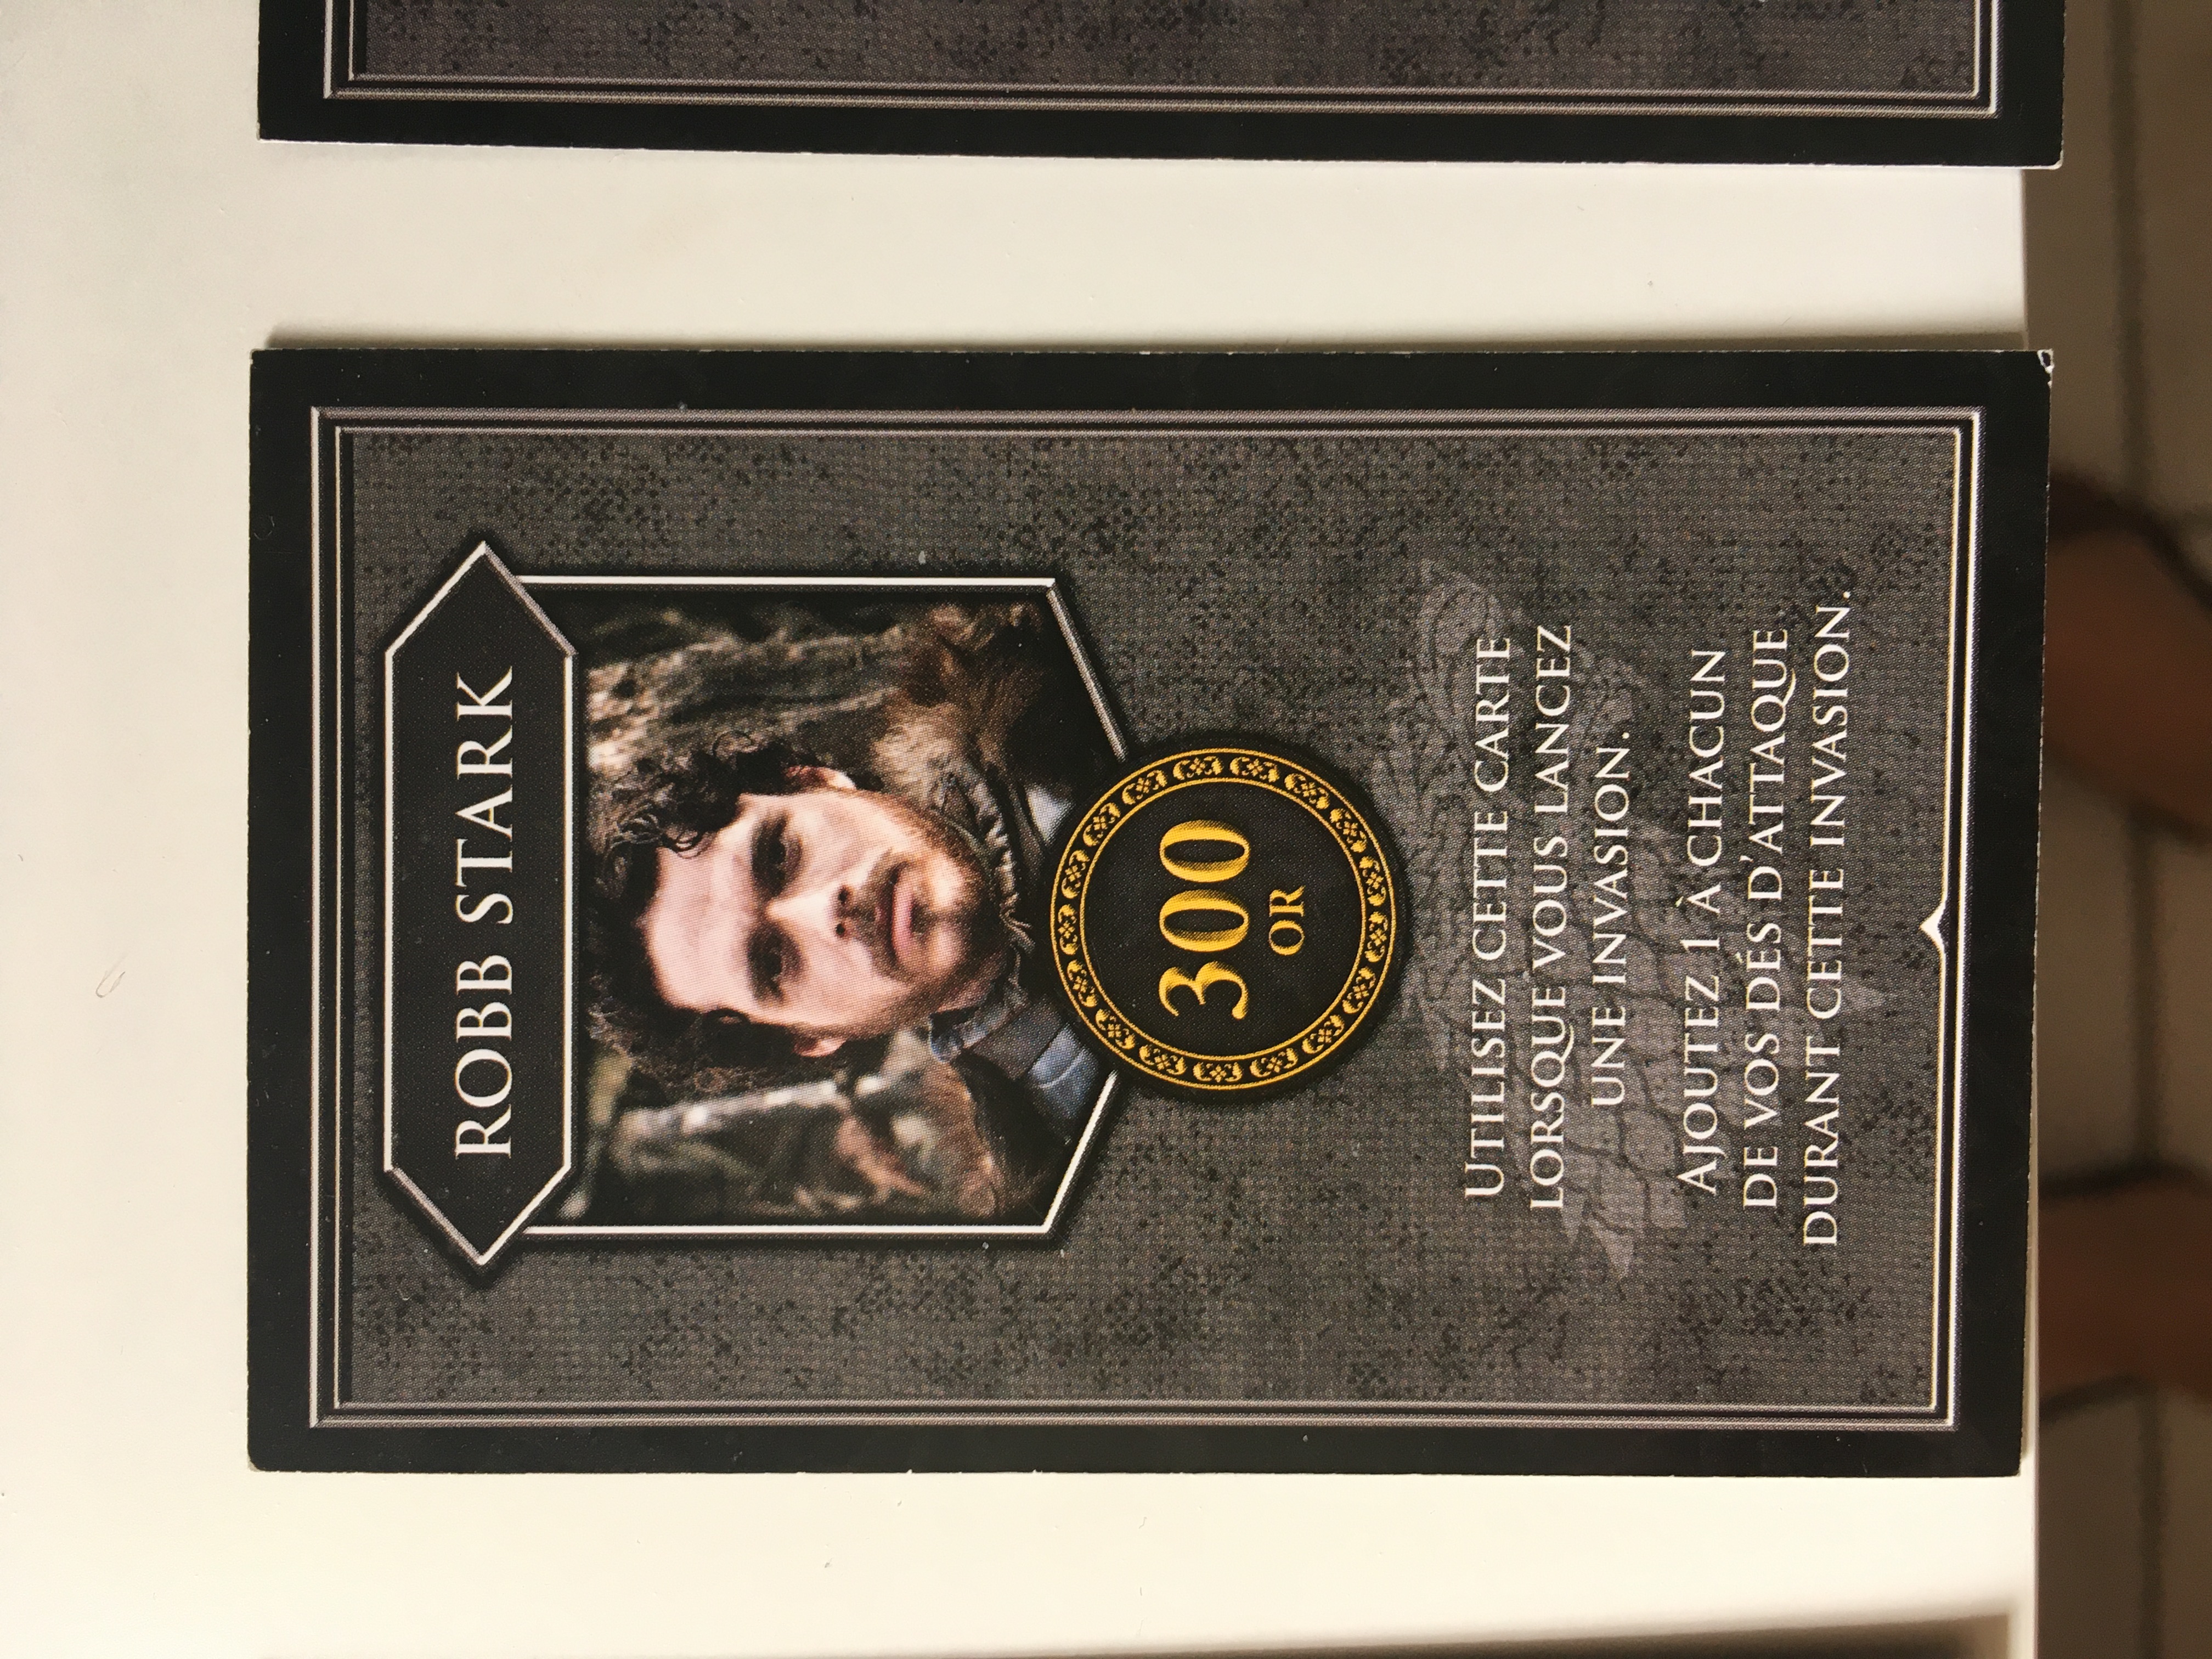 ROBB STARK
300
OR
UTILISEZ CETTE CARTE
LORSQUE VOUS LANCEZ
UNE INVASION.
AJOUTEZ 1 À CHACUN
DE VOS DÉS D'ATTAQUE
DURANT CETTE INVASION.